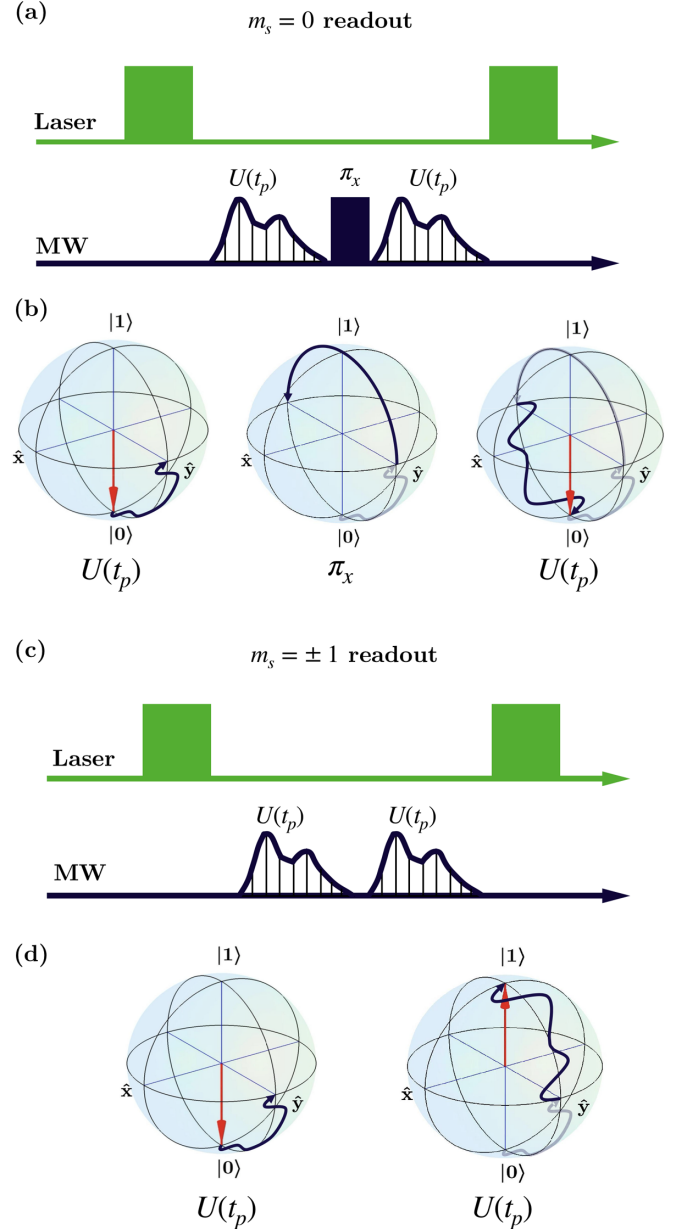 (a)
m_s = 0 readout
Laser
U(t_p) π_x U(t_p)
MW
(b)
|1⟩ |1⟩ |1⟩
x̂ ŷ x̂ ŷ x̂ ŷ
|0⟩ |0⟩ |0⟩
U(t_p) π_x U(t_p)
(c)
m_s = ± 1 readout
Laser
U(t_p) U(t_p)
MW
(d)
|1⟩ |1⟩
x̂ ŷ x̂ ŷ
|0⟩ |0⟩
U(t_p) U(t_p)